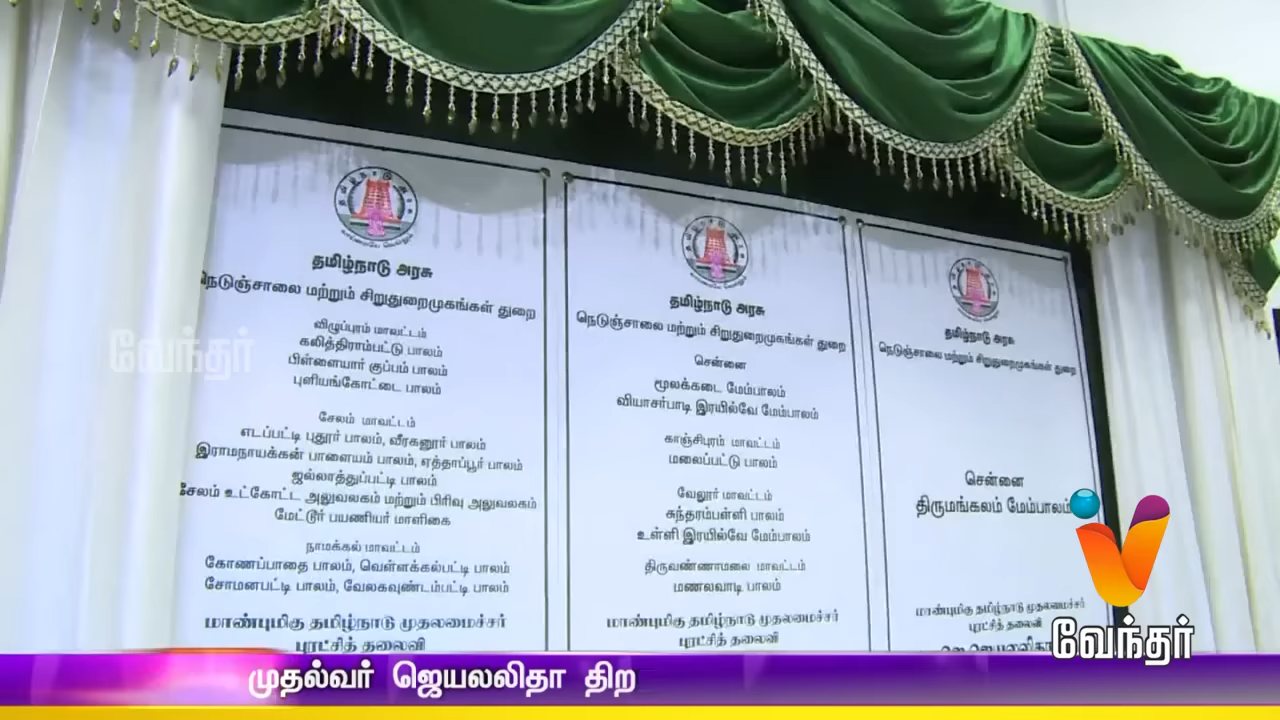 தமிழ்நாடு அரசு
நெடுஞ்சாலை மற்றும் சிறுதுறைமுகங்கள் துறை
விழுப்புரம் மாவட்டம்
கலித்திராம்பட்டு பாலம்
பிள்ளையார் குப்பம் பாலம்
புளியங்கோட்டை பாலம்
சேலம் மாவட்டம்
எடப்பட்டி புதூர் பாலம், வீரகனூர் பாலம்
இராமநாயக்கன் பாளையம் பாலம், ஏத்தாப்பூர் பாலம்
ஜல்லாத்துப்பட்டி பாலம்
சேலம் உட்கோட்ட அலுவலகம் மற்றும் பிரிவு அலுவலகம்
மேட்டூர் பயணியர் மாளிகை
நாமக்கல் மாவட்டம்
கோணப்பாதை பாலம், வெள்ளக்கல்பட்டி பாலம்
சோமனபட்டி பாலம், வேலகவுண்டம்பட்டி பாலம்
மாண்புமிகு தமிழ்நாடு முதலமைச்சர்
புரட்சித் தலைவி
தமிழ்நாடு அரசு
நெடுஞ்சாலை மற்றும் சிறுதுறைமுகங்கள் துறை
சென்னை
மூலக்கடை மேம்பாலம்
வியாசர்பாடி இரயில்வே மேம்பாலம்
காஞ்சிபுரம் மாவட்டம்
மலைப்பட்டு பாலம்
வேலூர் மாவட்டம்
சுந்தரம்பள்ளி பாலம்
உள்ளி இரயில்வே மேம்பாலம்
திருவண்ணாமலை மாவட்டம்
மணலவாடி பாலம்
மாண்புமிகு தமிழ்நாடு முதலமைச்சர்
புரட்சித் தலைவி
தமிழ்நாடு அரசு
நெடுஞ்சாலை மற்றும் சிறுதுறைமுகங்கள் துறை
சென்னை
திருமங்கலம் மேம்பாலம்
மாண்புமிகு தமிழ்நாடு முதலமைச்சர்
புரட்சித் தலைவி
வேந்தர்
வேந்தர்
முதல்வர் ஜெயலலிதா திற